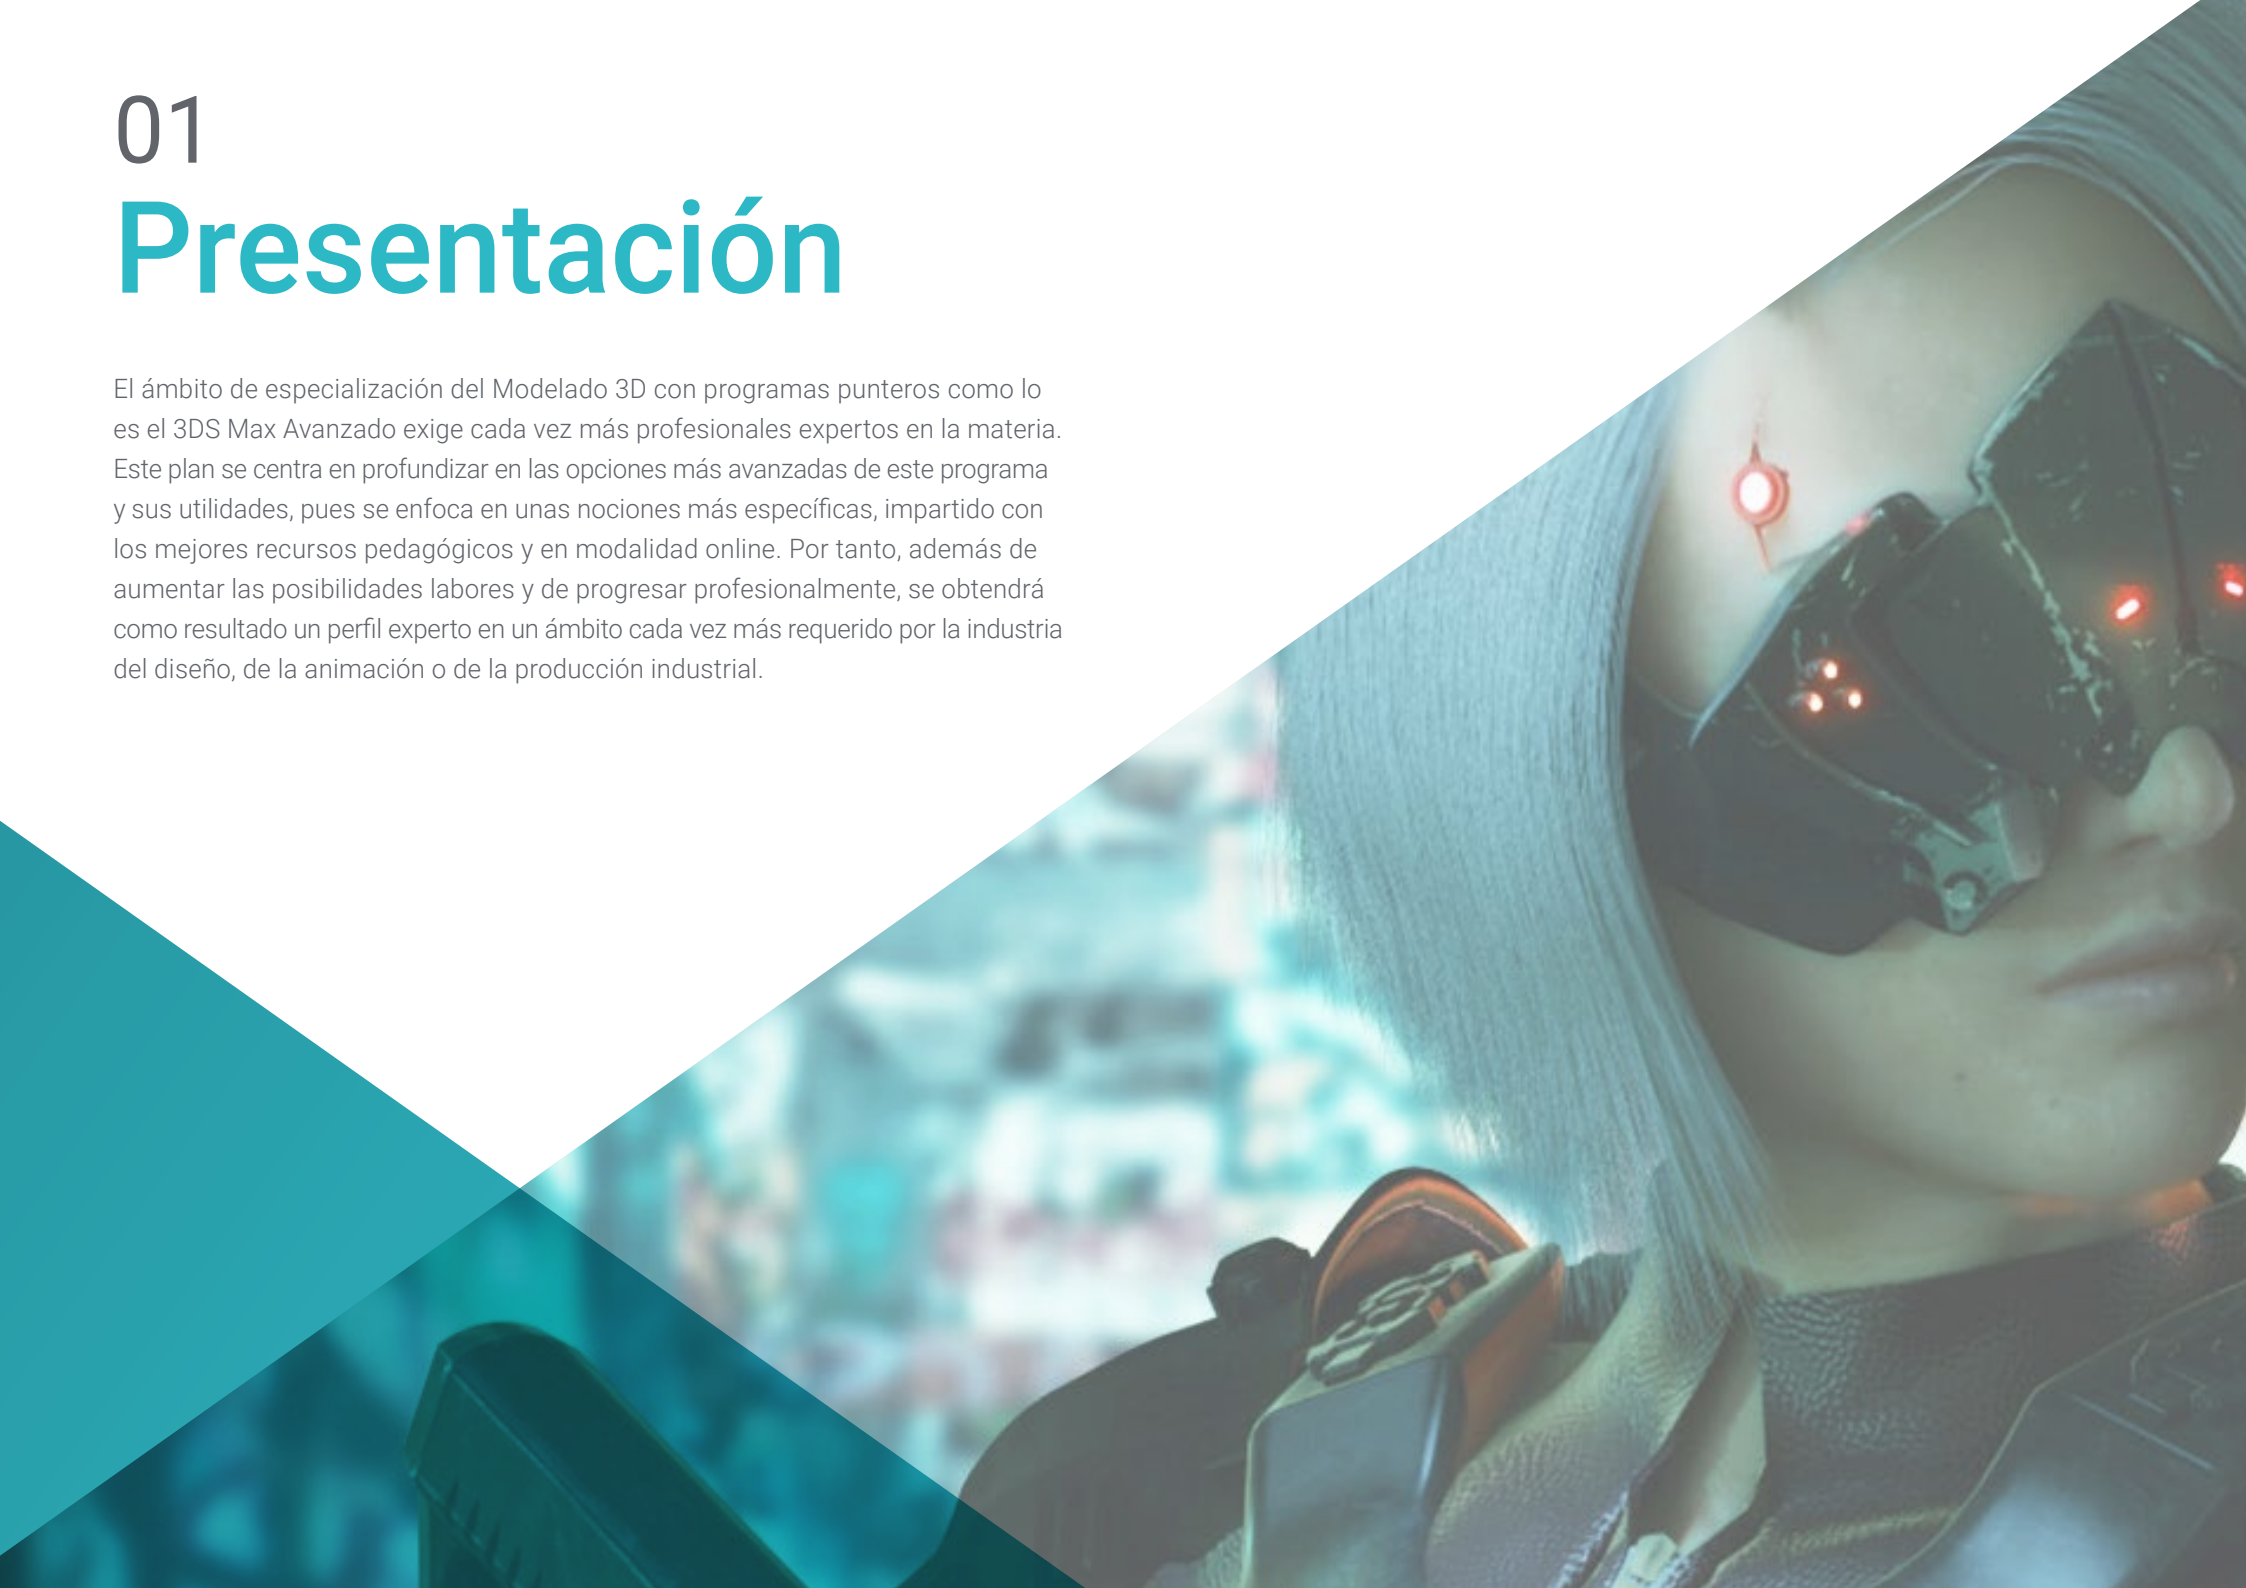 01
Presentación
El ámbito de especialización del Modelado 3D con programas punteros como lo
es el 3DS Max Avanzado exige cada vez más profesionales expertos en la materia.
Este plan se centra en profundizar en las opciones más avanzadas de este programa
y sus utilidades, pues se enfoca en unas nociones más específicas, impartido con
los mejores recursos pedagógicos y en modalidad online. Por tanto, además de
aumentar las posibilidades labores y de progresar profesionalmente, se obtendrá
como resultado un perfil experto en un ámbito cada vez más requerido por la industria
del diseño, de la animación o de la producción industrial.